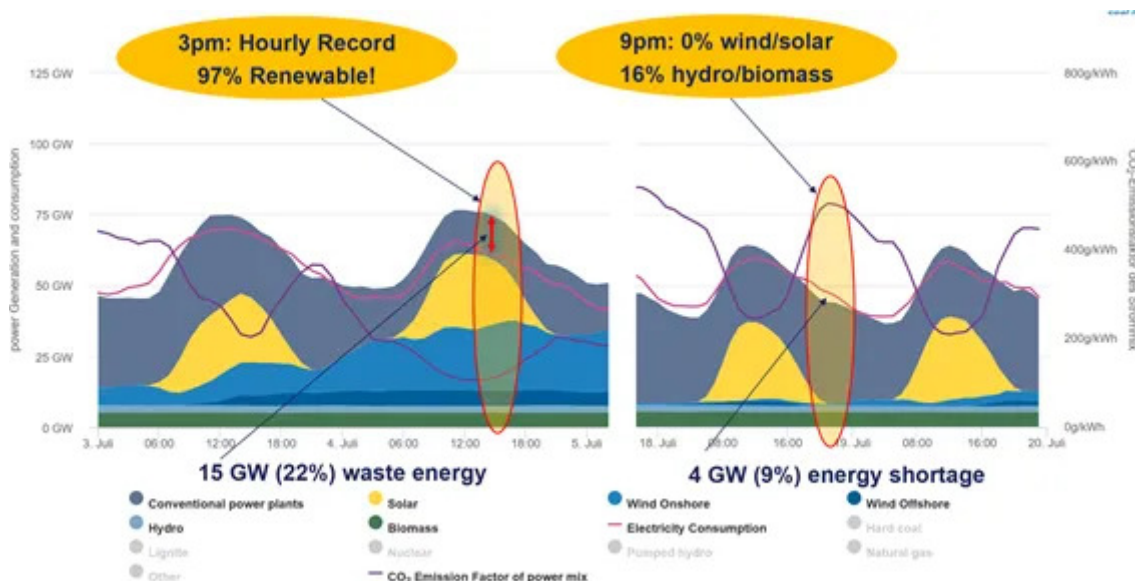 3pm: Hourly Record
97% Renewable!
9pm: 0% wind/solar
16% hydro/biomass
125 GW
100 GW
75 GW
50 GW
25 GW
0 GW
power Generation and consumption
800g/kWh
600g/kWh
400g/kWh
200g/kWh
0g/kWh
3. Juli
06:00
12:00
18:00
4. Juli
06:00
12:00
18:00
5. Juli
18. Juli
08:00
16:00
19. Juli
08:00
16:00
20. Juli
15 GW (22%) waste energy
4 GW (9%) energy shortage
Conventional power plants
Solar
Wind Onshore
Wind Offshore
Hydro
Biomass
Electricity Consumption
Hard coal
Lignite
Nuclear
Pumped hydro
Natural gas
Other
CO₂ Emission Factor of power mix